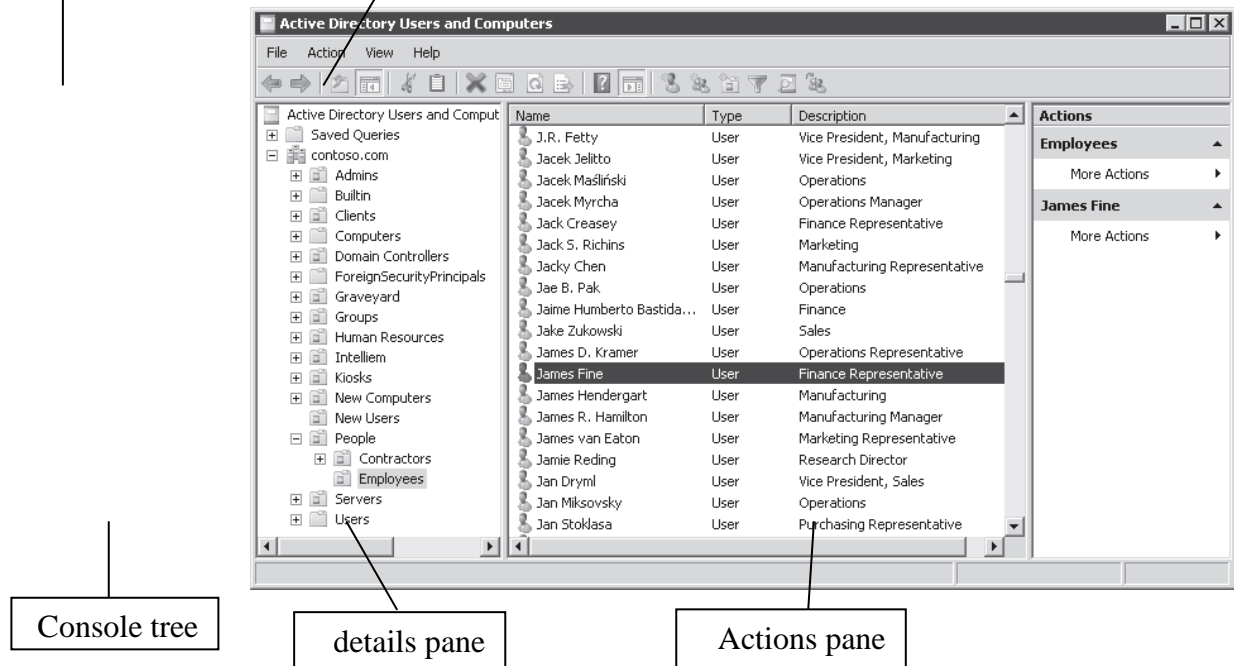 Active Directory Users and Computers
File Action View Help
Active Directory Users and Comput
Saved Queries
contoso.com
Admins
Builtin
Clients
Computers
Domain Controllers
ForeignSecurityPrincipals
Graveyard
Groups
Human Resources
Intelliem
Kiosks
New Computers
New Users
People
Contractors
Employees
Servers
Users
Name Type Description
J.R. Fetty User Vice President, Manufacturing
Jacek Jelitto User Vice President, Marketing
Jacek Maśliński User Operations
Jacek Myrcha User Operations Manager
Jack Creasey User Finance Representative
Jack S. Richins User Marketing
Jacky Chen User Manufacturing Representative
Jae B. Pak User Operations
Jaime Humberto Bastida... User Finance
Jake Zukowski User Sales
James D. Kramer User Operations Representative
James Fine User Finance Representative
James Hendergart User Manufacturing
James R. Hamilton User Manufacturing Manager
James van Eaton User Marketing Representative
Jamie Reding User Research Director
Jan Dryml User Vice President, Sales
Jan Miksovsky User Operations
Jan Stoklasa User Purchasing Representative
Actions
Employees
More Actions
James Fine
More Actions
Console tree
details pane
Actions pane